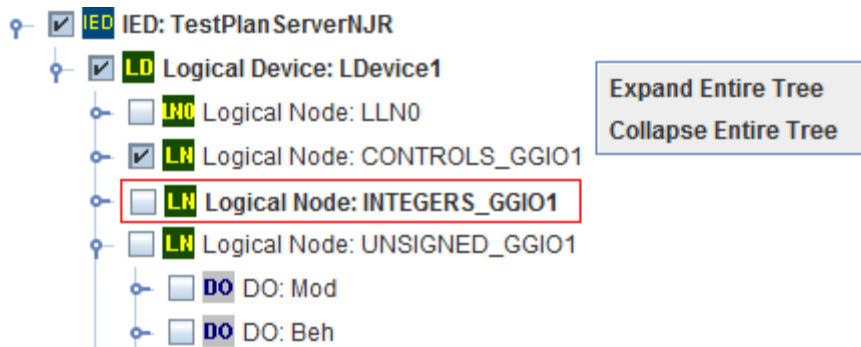 IED IED: TestPlanServerNJR
LD Logical Device: LDevice1
LN0 Logical Node: LLN0
LN Logical Node: CONTROLS_GGIO1
LN Logical Node: INTEGERS_GGIO1
LN Logical Node: UNSIGNED_GGIO1
DO DO: Mod
DO DO: Beh
Expand Entire Tree
Collapse Entire Tree